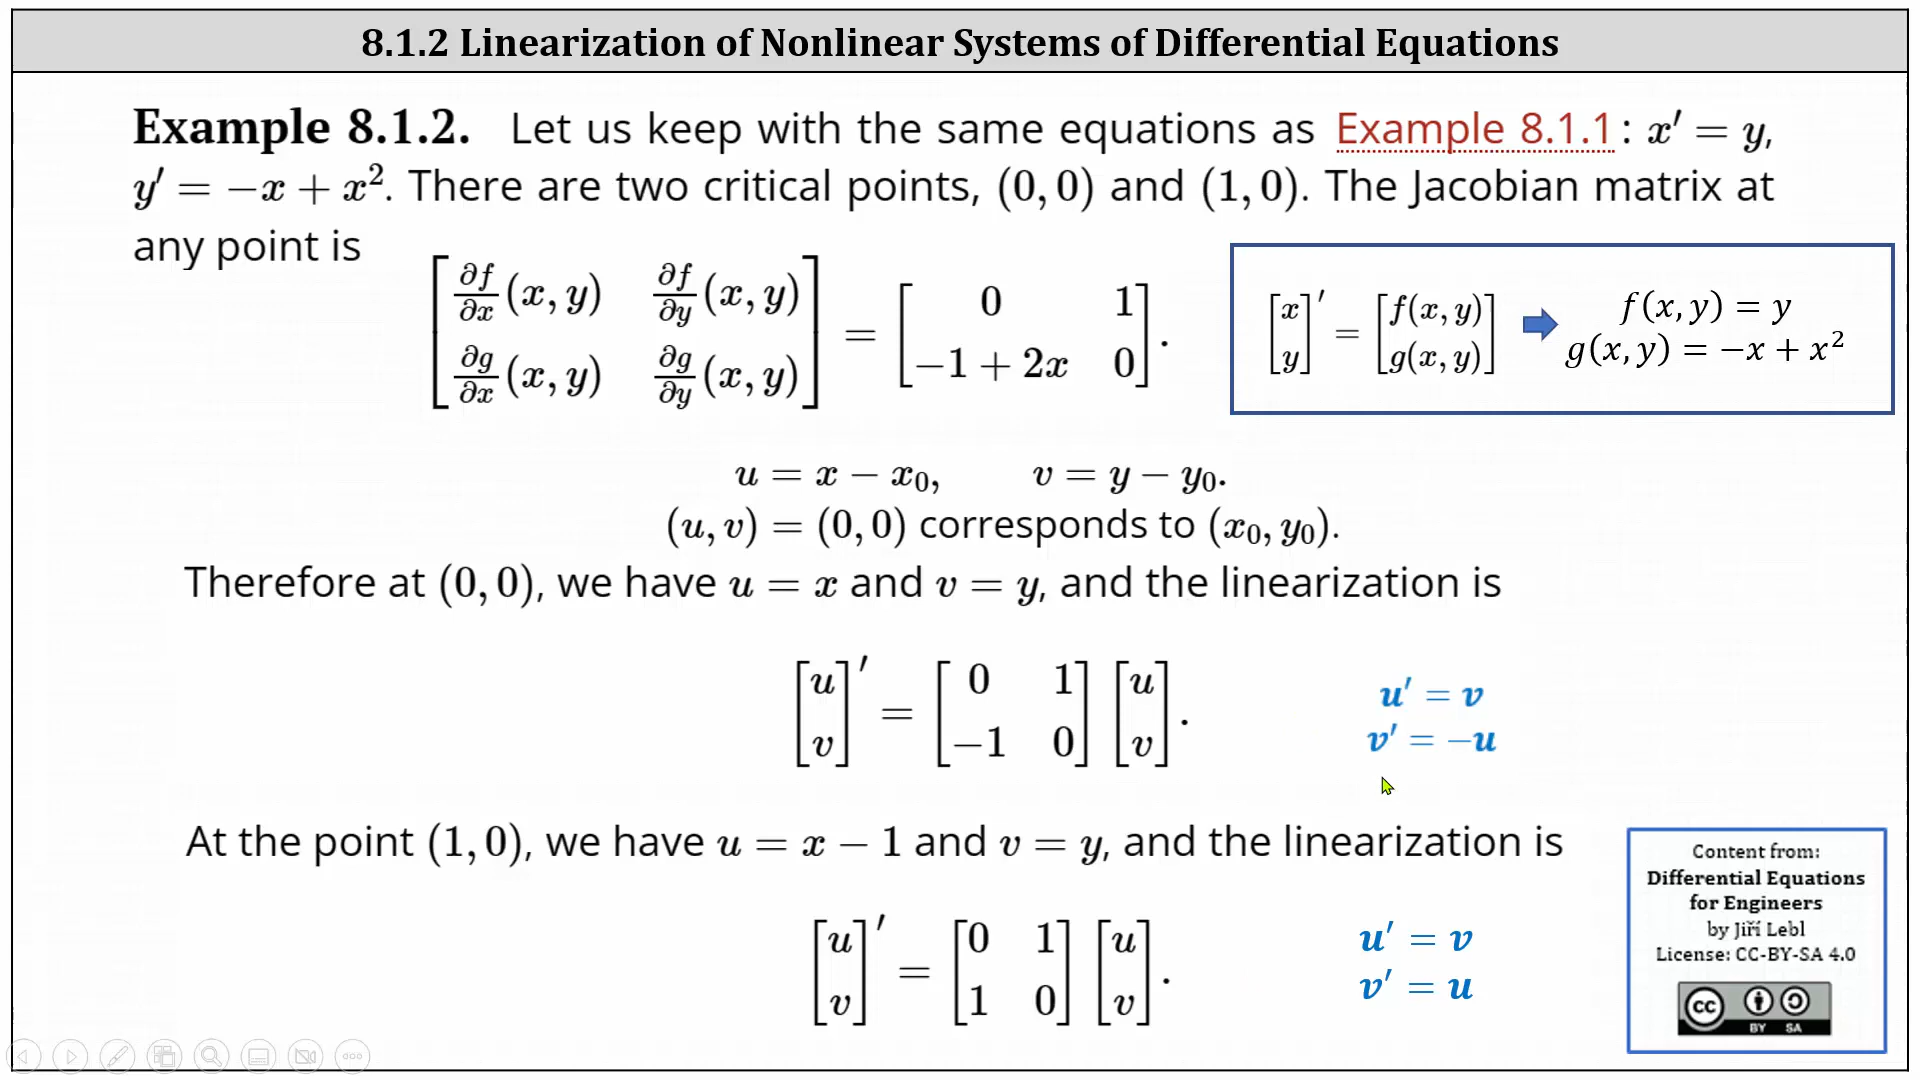 8.1.2 Linearization of Nonlinear Systems of Differential Equations
Example 8.1.2. Let us keep with the same equations as Example 8.1.1: x′ = y,
y′ = −x + x². There are two critical points, (0, 0) and (1, 0). The Jacobian matrix at
any point is
[∂f/∂x (x, y) ∂f/∂y (x, y)] = [0 1]
[∂g/∂x (x, y) ∂g/∂y (x, y)] [−1 + 2x 0].
[x]′ = [f(x, y)] f(x, y) = y
[y] [g(x, y)] g(x, y) = −x + x²
u = x − x₀, v = y − y₀.
(u, v) = (0, 0) corresponds to (x₀, y₀).
Therefore at (0, 0), we have u = x and v = y, and the linearization is
[u]′ = [0 1] [u]
[v] [−1 0] [v].
u′ = v
v′ = −u
At the point (1, 0), we have u = x − 1 and v = y, and the linearization is
[u]′ = [0 1] [u]
[v] [1 0] [v].
u′ = v
v′ = u
Content from:
Differential Equations
for Engineers
by Jiří Lebl
License: CC-BY-SA 4.0
cc
BY SA